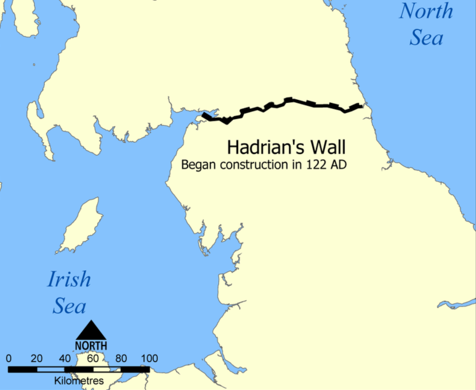 North
Sea
Hadrian's Wall
Began construction in 122 AD
Irish
Sea
NORTH
0 20 40 60 80 100
Kilometres